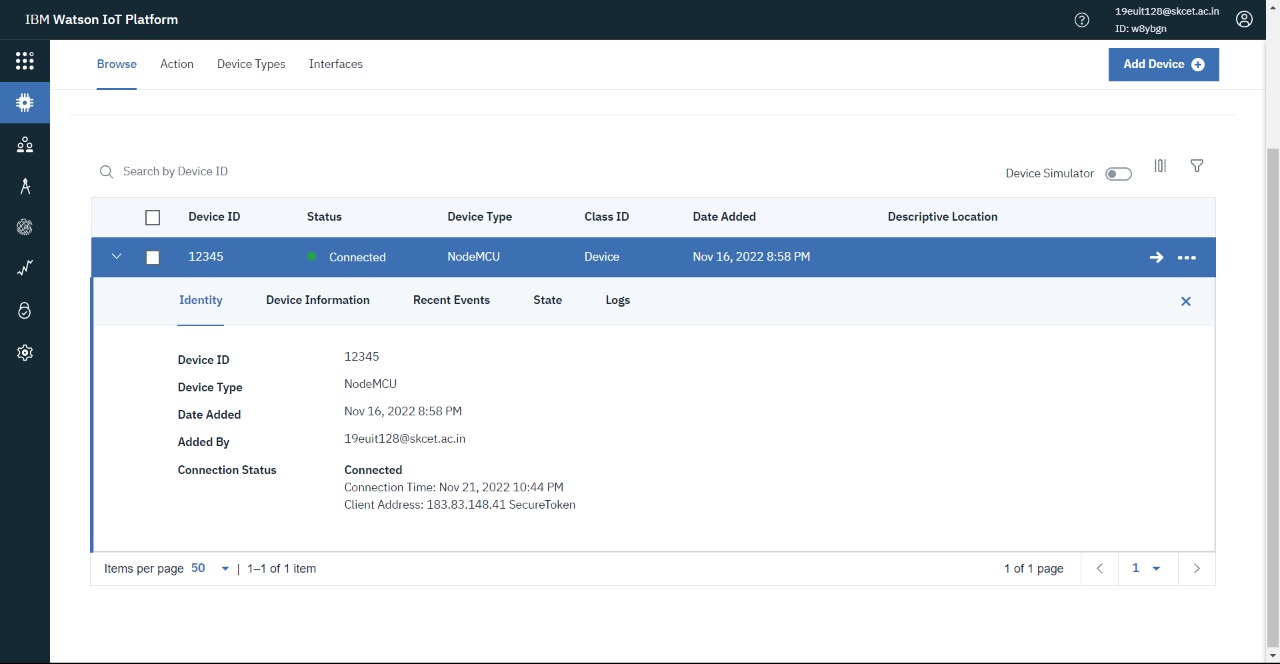 IBM Watson IoT Platform
19euit128@skcet.ac.in
ID: w8ybgn
Browse Action Device Types Interfaces
Add Device
Search by Device ID
Device Simulator
Device ID Status Device Type Class ID Date Added Descriptive Location
12345 Connected NodeMCU Device Nov 16, 2022 8:58 PM
Identity Device Information Recent Events State Logs
Device ID 12345
Device Type NodeMCU
Date Added Nov 16, 2022 8:58 PM
Added By 19euit128@skcet.ac.in
Connection Status Connected
Connection Time: Nov 21, 2022 10:44 PM
Client Address: 183.83.148.41 SecureToken
Items per page 50 | 1–1 of 1 item 1 of 1 page 1